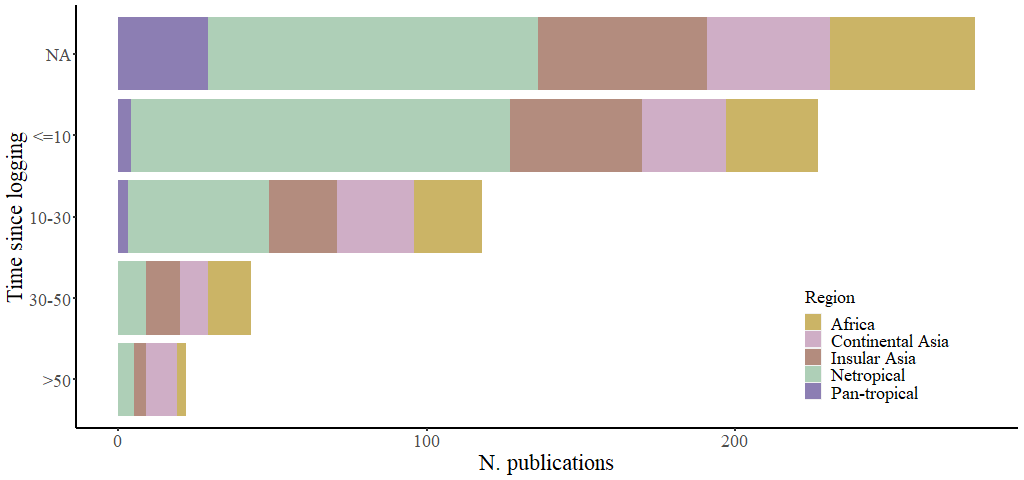 Time since logging
NA
<=10
10-30
30-50
>50
0
100
200
N. publications
Region
Africa
Continental Asia
Insular Asia
Netropical
Pan-tropical